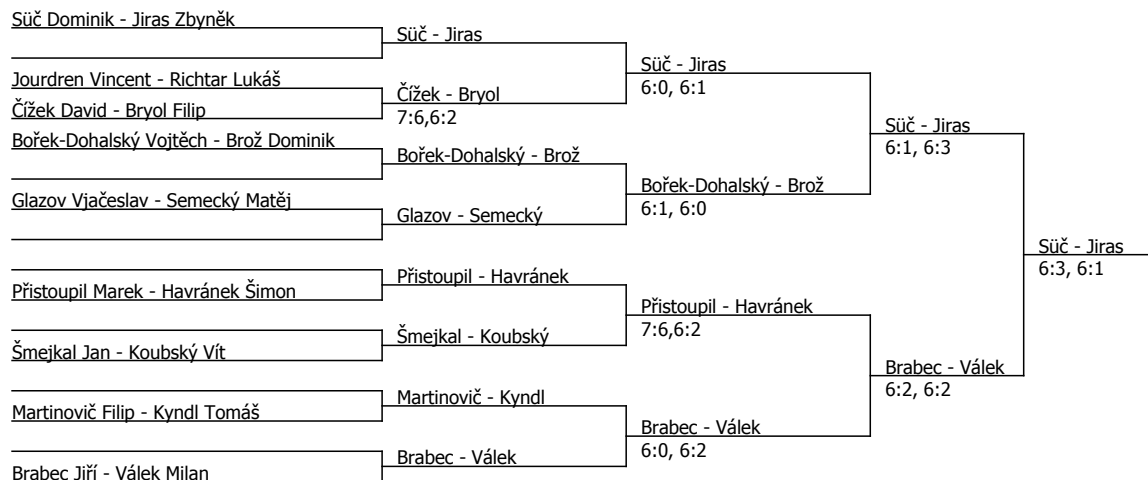 Süč Dominik - Jiras Zbyněk
Süč - Jiras
Jourdren Vincent - Richtar Lukáš
Süč - Jiras
6:0, 6:1
Čížek - Bryol
7:6,6:2
Čížek David - Bryol Filip
Süč - Jiras
6:1, 6:3
Bořek-Dohalský Vojtěch - Brož Dominik
Bořek-Dohalský - Brož
Bořek-Dohalský - Brož
6:1, 6:0
Glazov Vjačeslav - Semecký Matěj
Glazov - Semecký
Süč - Jiras
6:3, 6:1
Přistoupil - Havránek
Přistoupil Marek - Havránek Šimon
Přistoupil - Havránek
7:6,6:2
Šmejkal - Koubský
Šmejkal Jan - Koubský Vít
Brabec - Válek
6:2, 6:2
Martinovič - Kyndl
Martinovič Filip - Kyndl Tomáš
Brabec - Válek
6:0, 6:2
Brabec - Válek
Brabec Jiří - Válek Milan